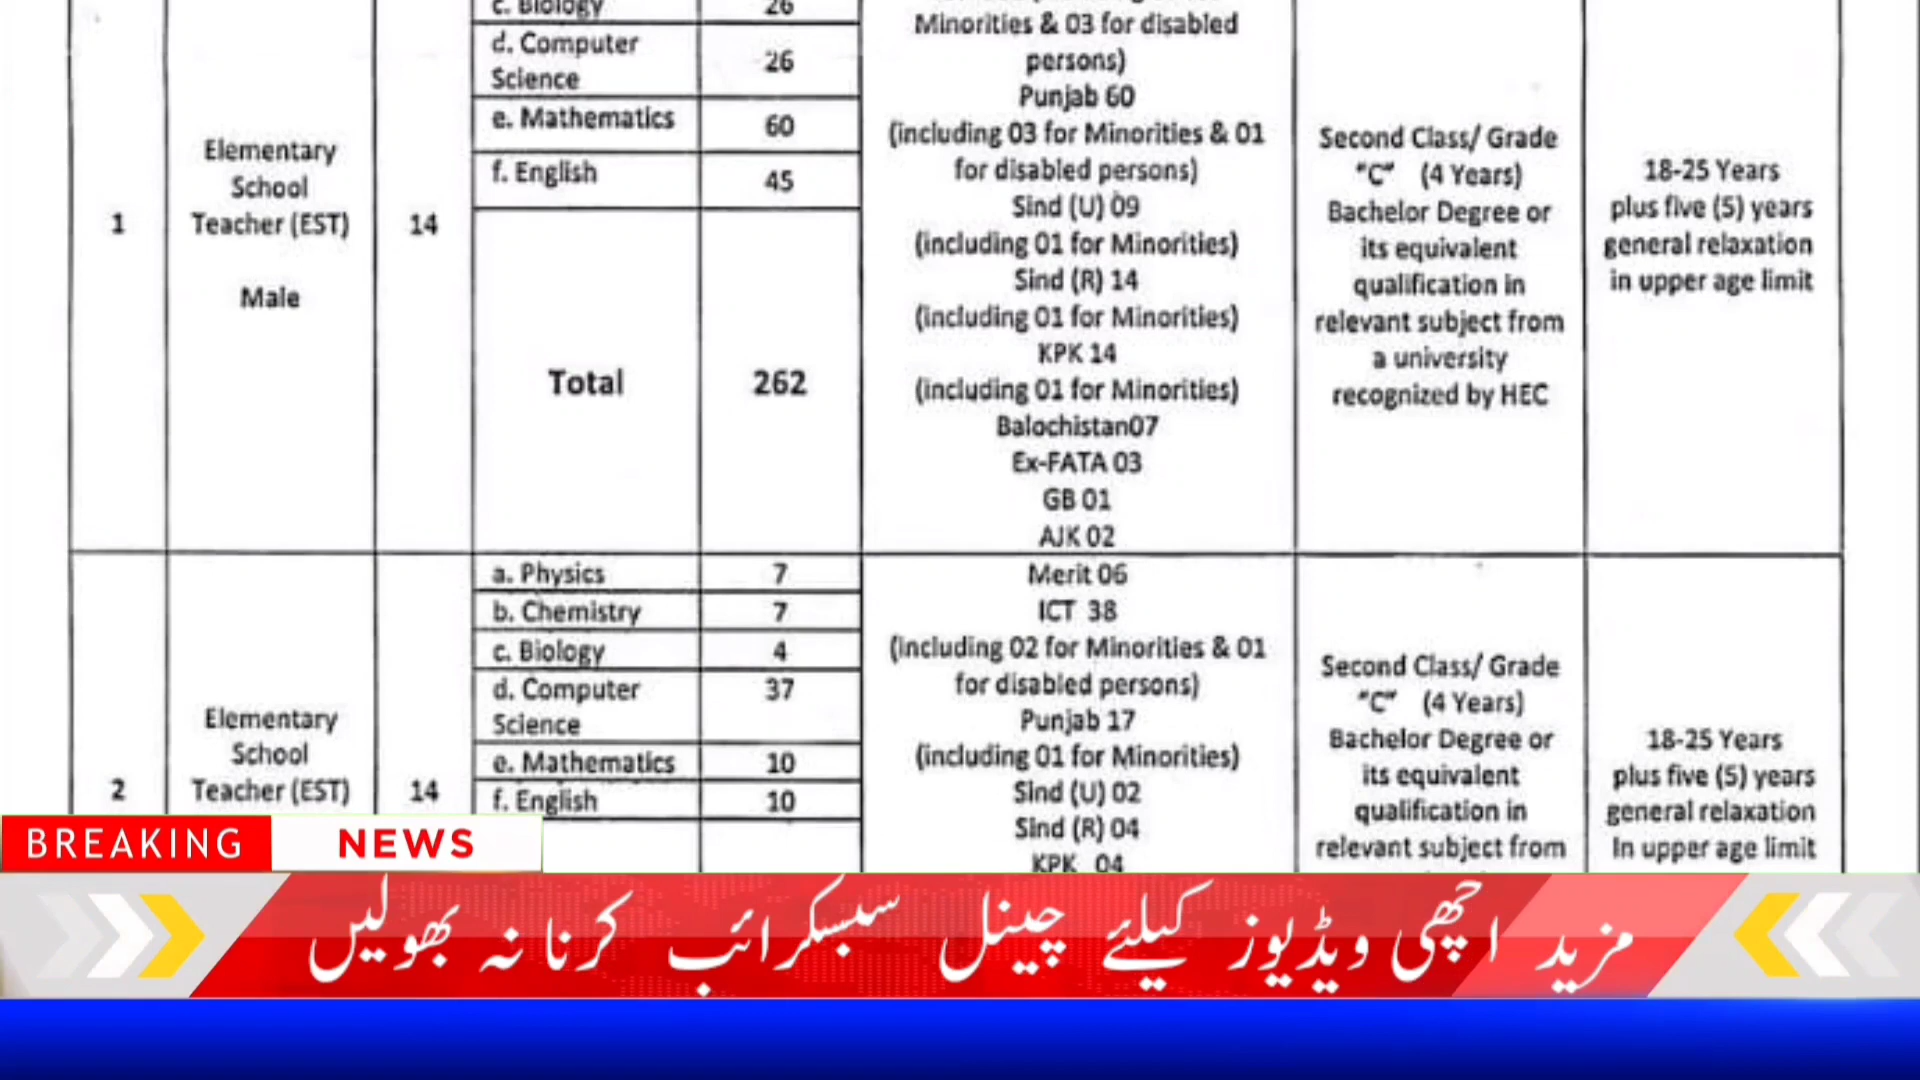 c. Biology 26
Minorities & 03 for disabled
persons)
d. Computer
Science
26
Punjab 60
e. Mathematics 60
(including 03 for Minorities & 01
for disabled persons)
f. English 45
Sind (U) 09
(including 01 for Minorities)
Sind (R) 14
(including 01 for Minorities)
KPK 14
(including 01 for Minorities)
Balochistan07
Ex-FATA 03
GB 01
AJK 02
1
Elementary
School
Teacher (EST)
Male
14
Total 262
Second Class/ Grade
"C" (4 Years)
Bachelor Degree or
its equivalent
qualification in
relevant subject from
a university
recognized by HEC
18-25 Years
plus five (5) years
general relaxation
in upper age limit
2
Elementary
School
Teacher (EST)
14
a. Physics 7
b. Chemistry 7
c. Biology 4
d. Computer
Science
37
e. Mathematics 10
f. English 10
Merit 06
ICT 38
(including 02 for Minorities & 01
for disabled persons)
Punjab 17
(including 01 for Minorities)
Sind (U) 02
Sind (R) 04
KPK 04
Second Class/ Grade
"C" (4 Years)
Bachelor Degree or
its equivalent
qualification in
relevant subject from
18-25 Years
plus five (5) years
general relaxation
In upper age limit
BREAKING NEWS
مزید اچھی ویڈیوز کیلئے چینل سبسکرائب کرنا نہ بھولیں